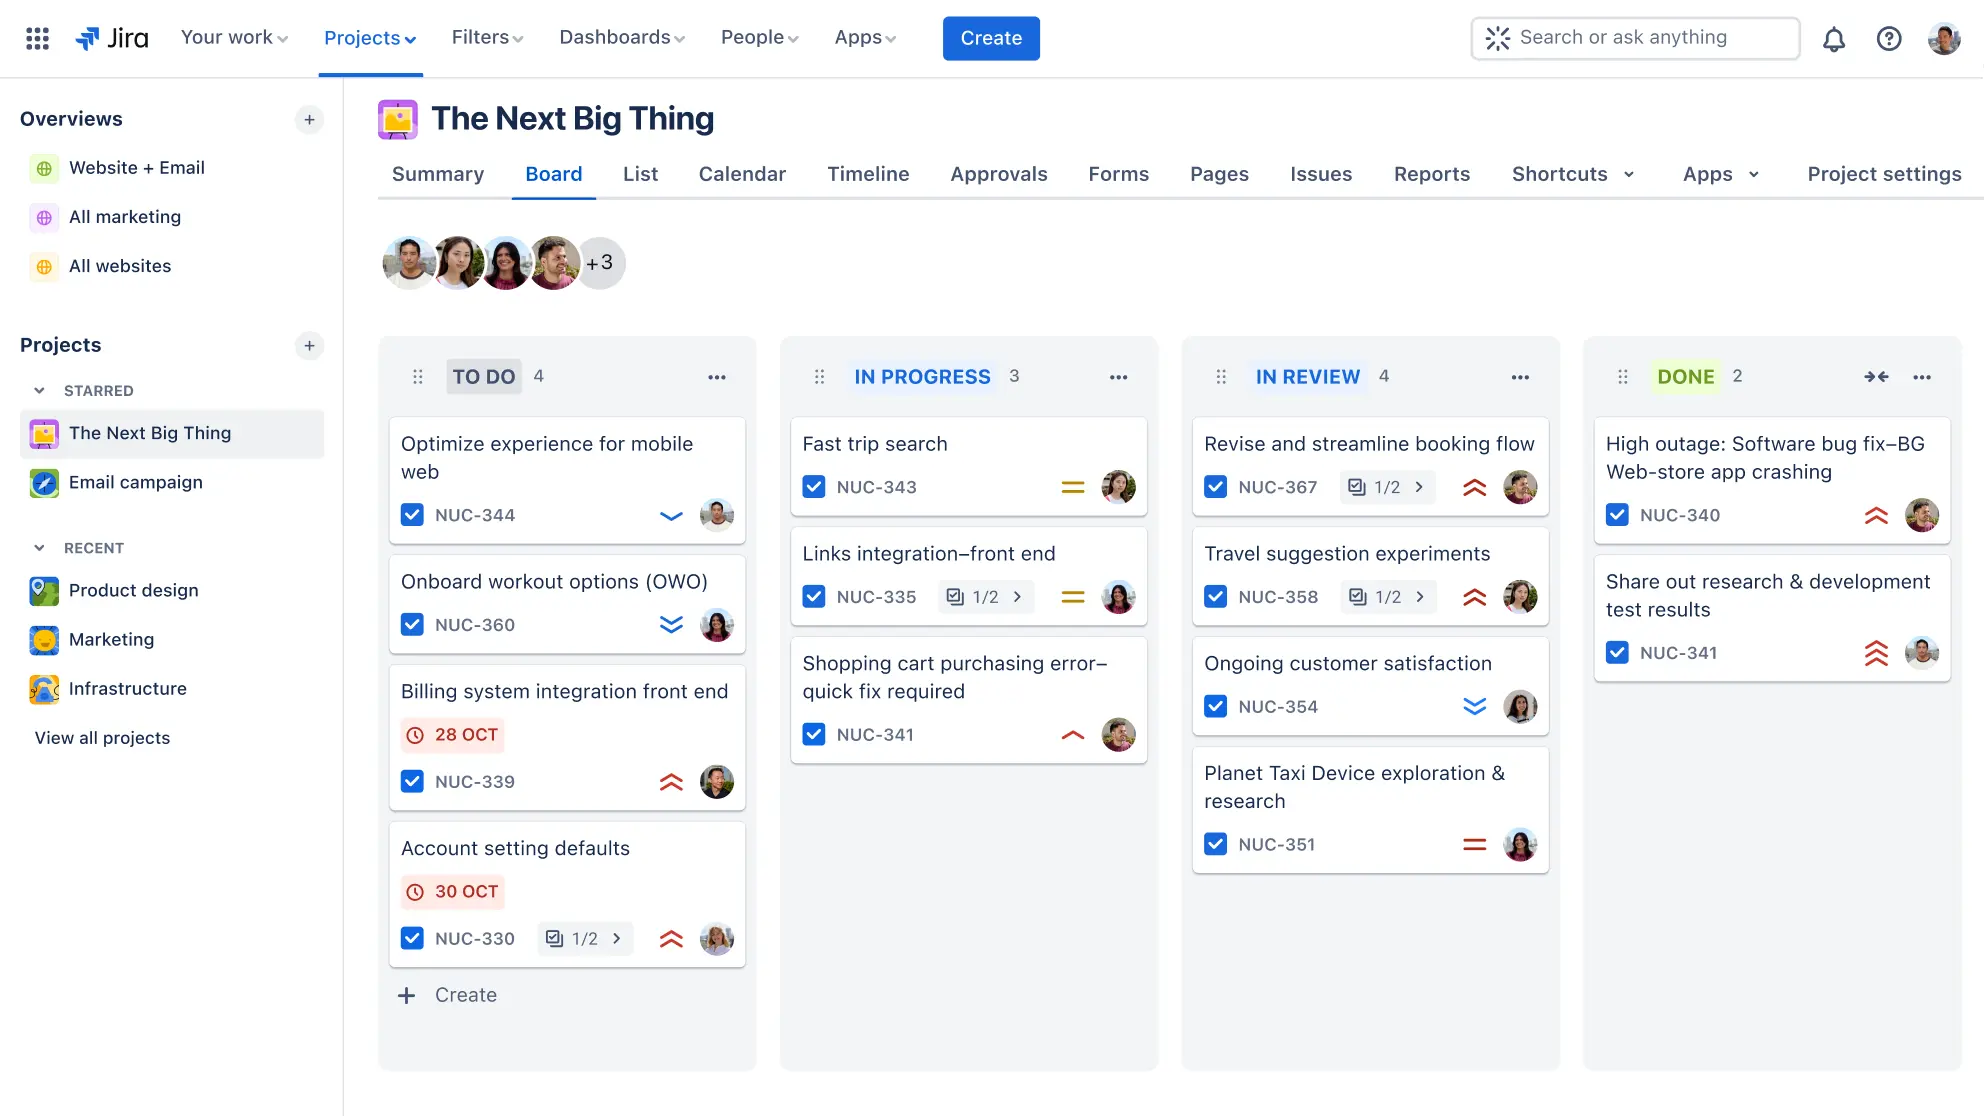 Jira
Your work
Projects
Filters
Dashboards
People
Apps
Create
Search or ask anything
Overviews
Website + Email
All marketing
All websites
Projects
STARRED
The Next Big Thing
Email campaign
RECENT
Product design
Marketing
Infrastructure
View all projects
The Next Big Thing
Summary
Board
List
Calendar
Timeline
Approvals
Forms
Pages
Issues
Reports
Shortcuts
Apps
Project settings
+3
TO DO 4
Optimize experience for mobile
web
NUC-344
Onboard workout options (OWO)
NUC-360
Billing system integration front end
28 OCT
NUC-339
Account setting defaults
30 OCT
NUC-330 1/2
Create
IN PROGRESS 3
Fast trip search
NUC-343
Links integration–front end
NUC-335 1/2
Shopping cart purchasing error–
quick fix required
NUC-341
IN REVIEW 4
Revise and streamline booking flow
NUC-367 1/2
Travel suggestion experiments
NUC-358 1/2
Ongoing customer satisfaction
NUC-354
Planet Taxi Device exploration &
research
NUC-351
DONE 2
High outage: Software bug fix–BG
Web-store app crashing
NUC-340
Share out research & development
test results
NUC-341